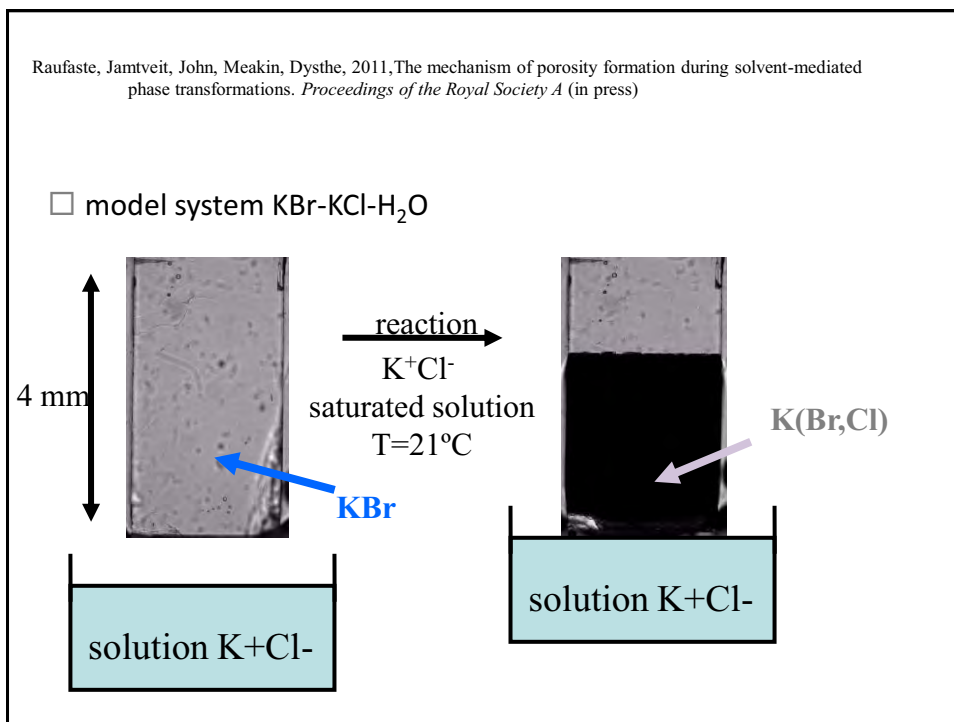 Raufaste, Jamtveit, John, Meakin, Dysthe, 2011,The mechanism of porosity formation during solvent-mediated
phase transformations. Proceedings of the Royal Society A (in press)
□ model system KBr-KCl-H₂O
4 mm
KBr
reaction
K⁺Cl⁻
saturated solution
T=21ºC
K(Br,Cl)
solution K+Cl-
solution K+Cl-